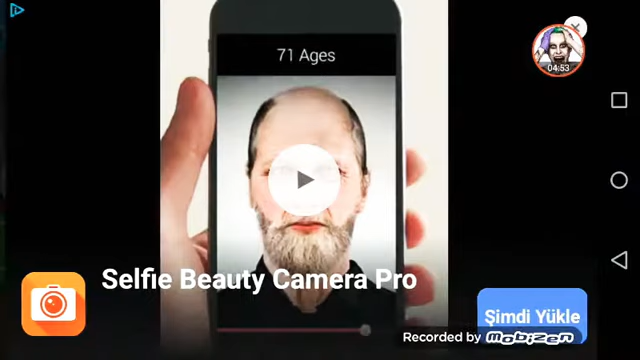 71 Ages
04:53
Selfie Beauty Camera Pro
Şimdi Yükle
Recorded by mobizen